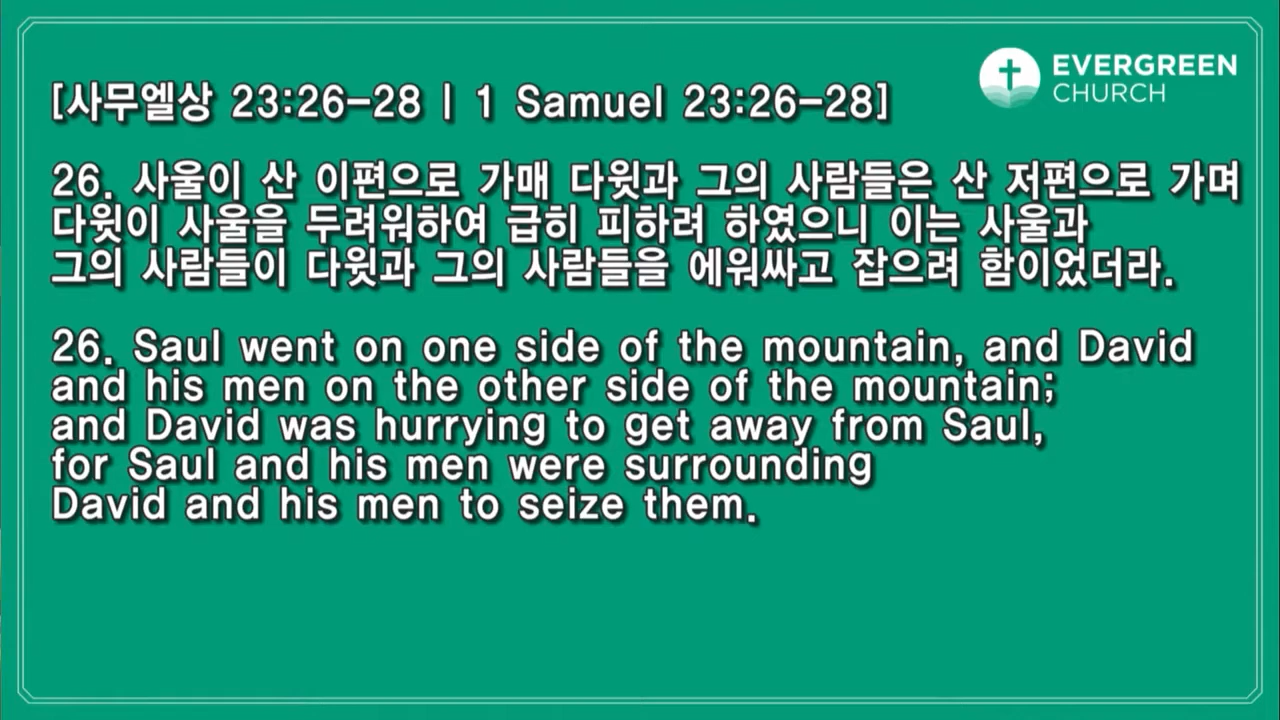 EVERGREEN
CHURCH
[사무엘상 23:26-28 | 1 Samuel 23:26-28]
26. 사울이 산 이편으로 가매 다윗과 그의 사람들은 산 저편으로 가며
다윗이 사울을 두려워하여 급히 피하려 하였으니 이는 사울과
그의 사람들이 다윗과 그의 사람들을 에워싸고 잡으려 함이었더라.
26. Saul went on one side of the mountain, and David
and his men on the other side of the mountain;
and David was hurrying to get away from Saul,
for Saul and his men were surrounding
David and his men to seize them.